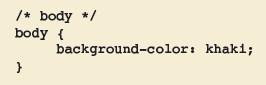 /* body */
body {
background-color: khaki;
}